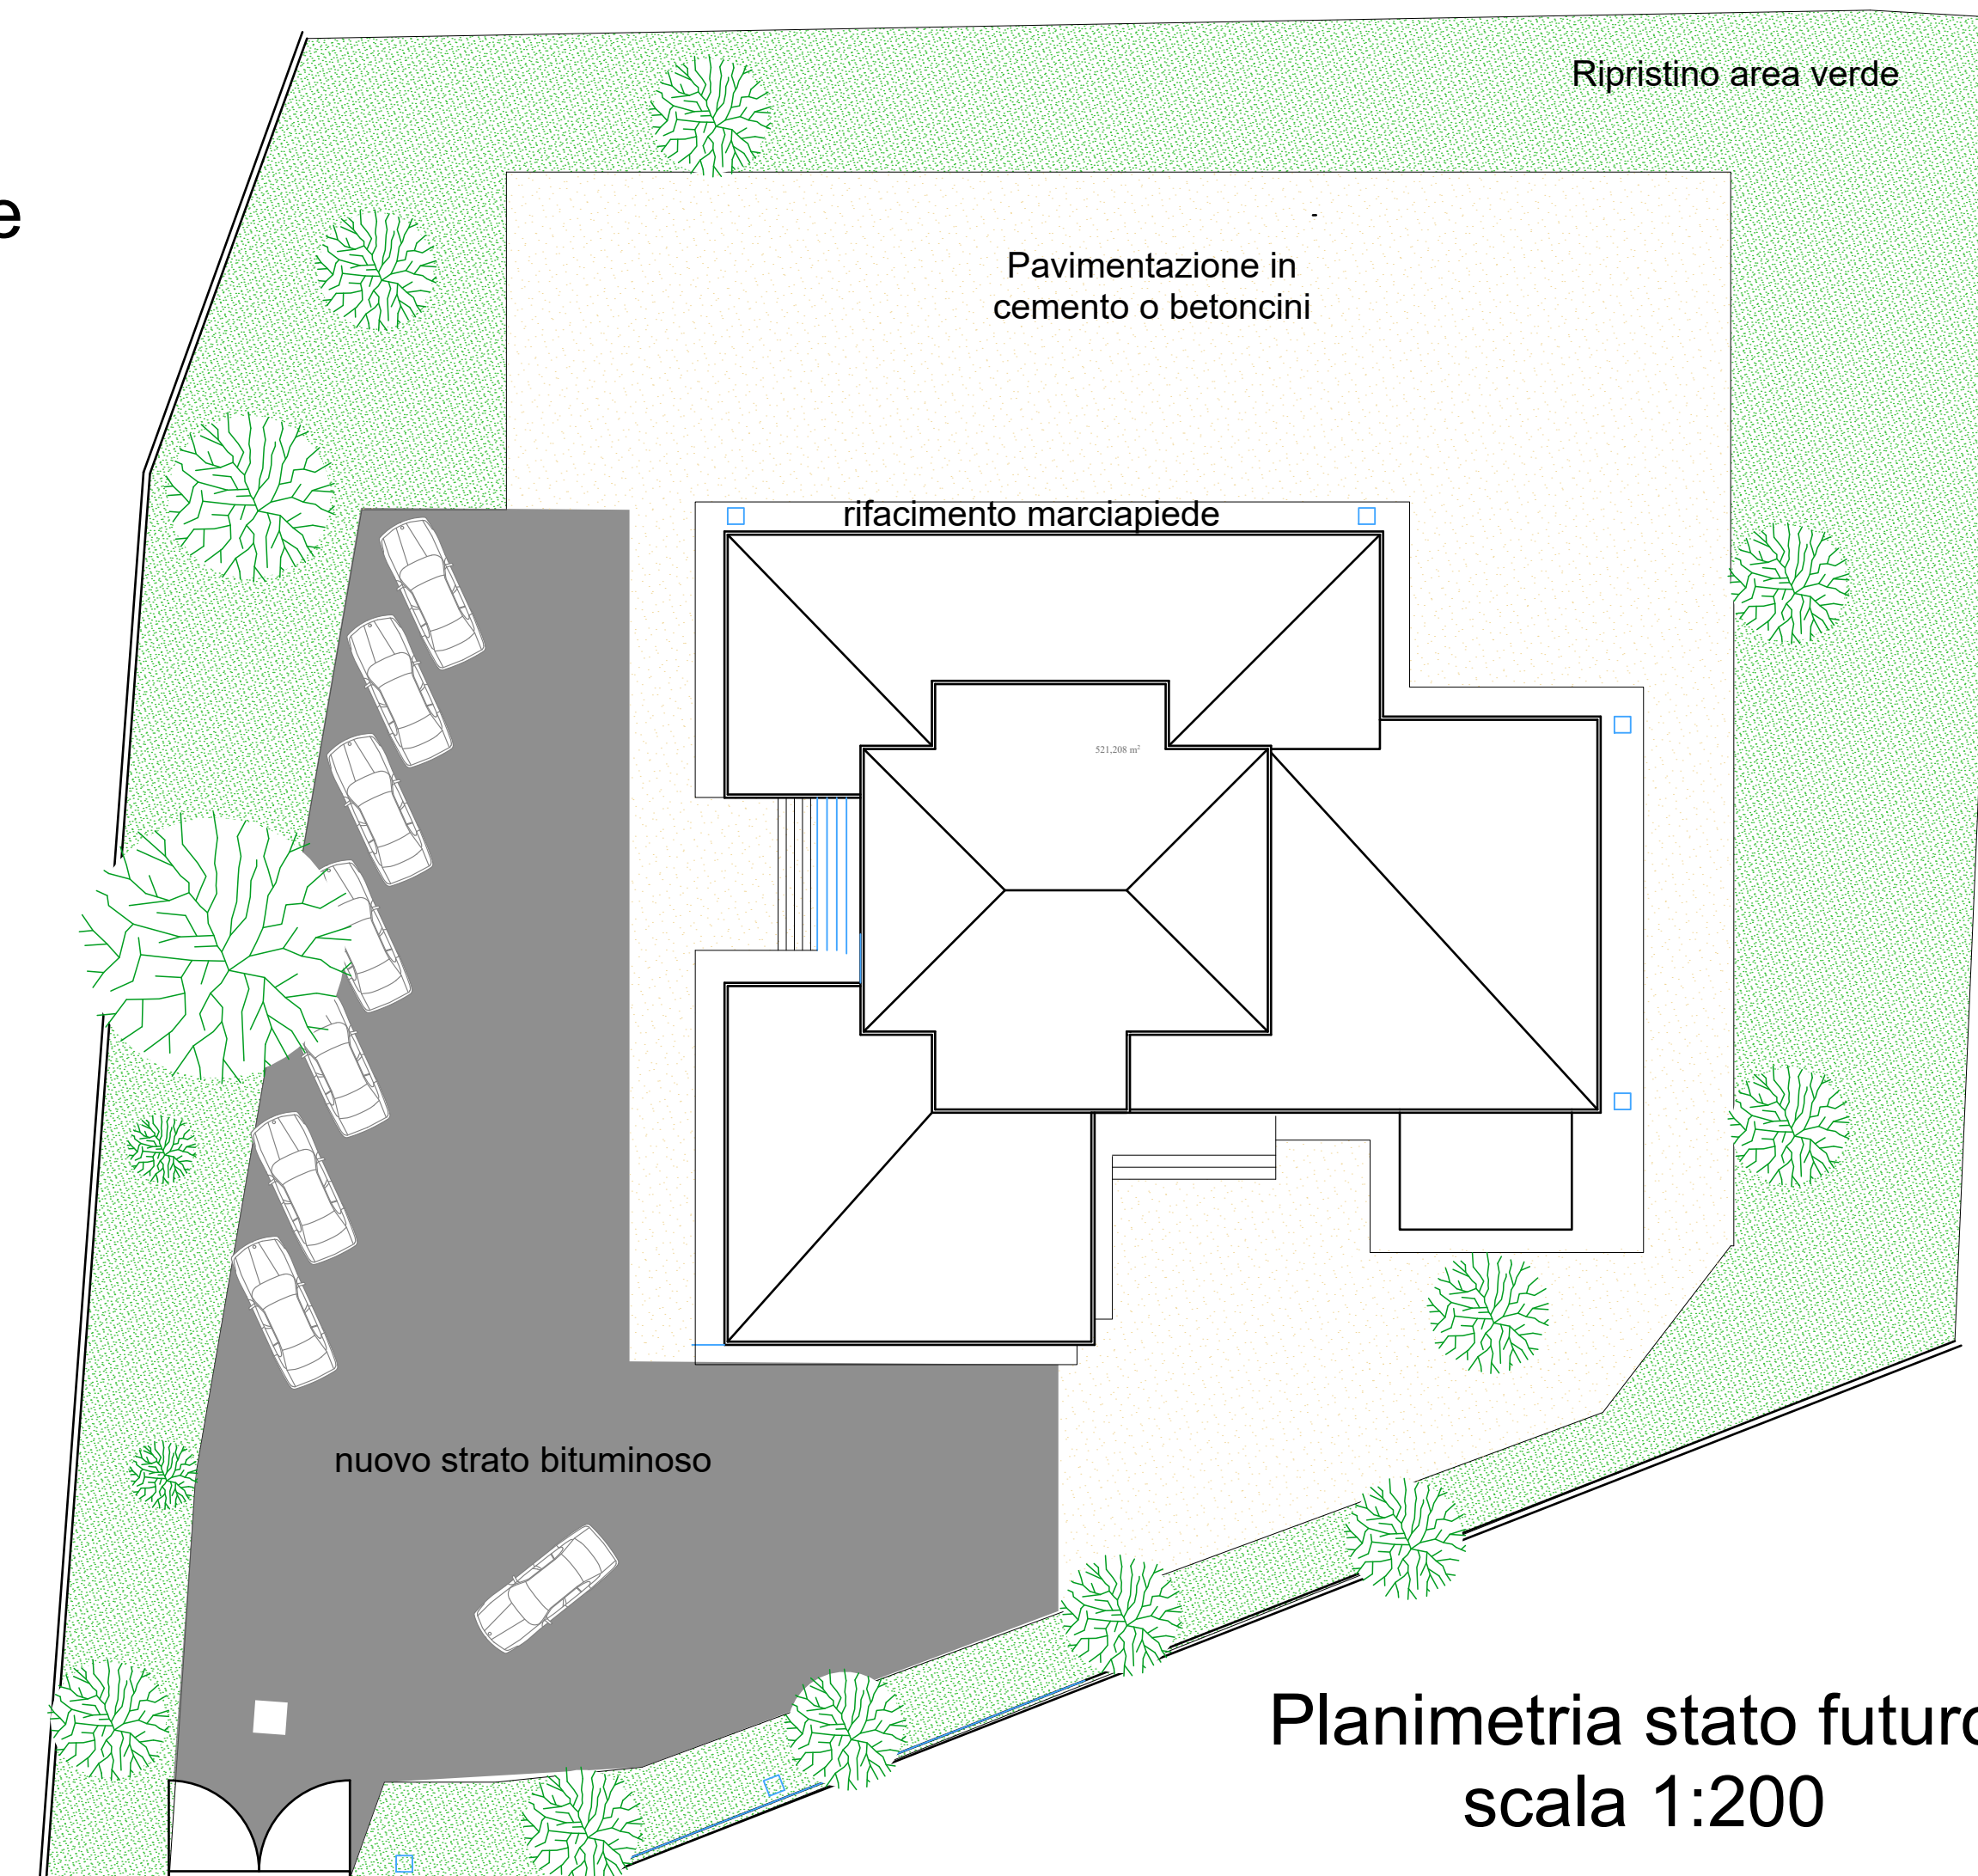 Ripristino area verde
e
Pavimentazione in
cemento o betoncini
rifacimento marciapiede
521,208 m²
nuovo strato bituminoso
Planimetria stato futuro
scala 1:200